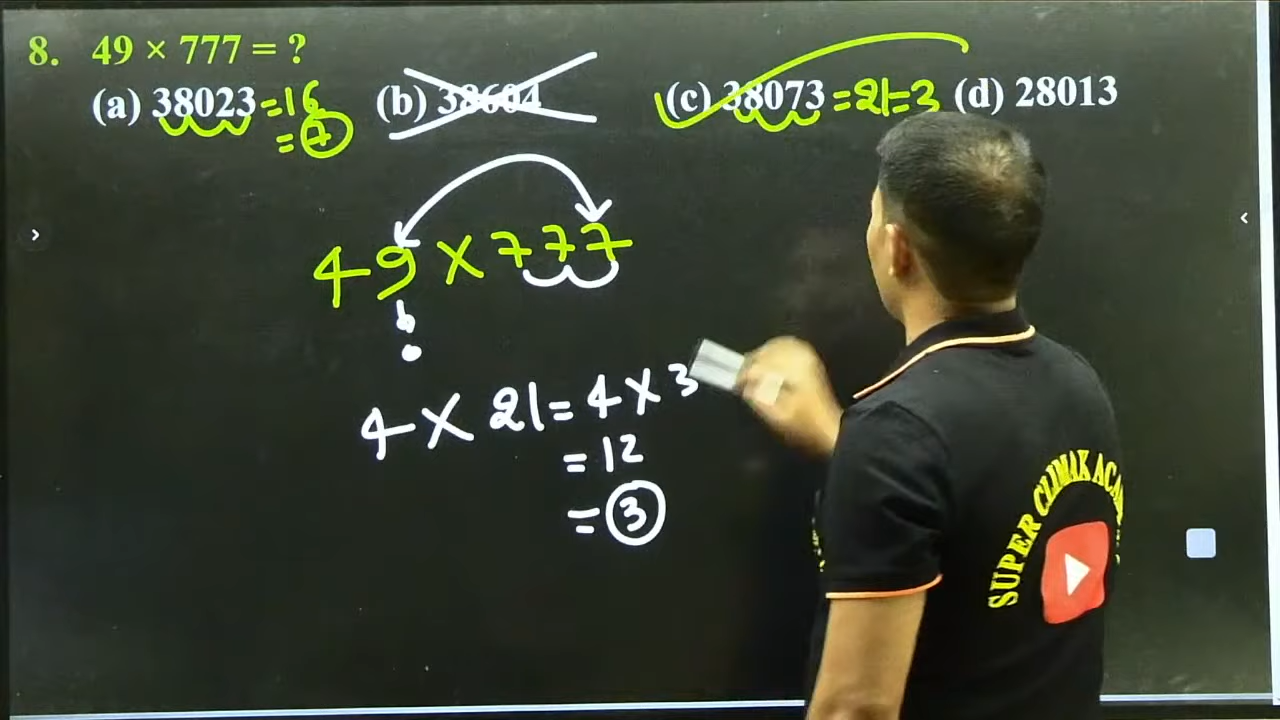 8. 49 × 777 = ?
(a) 38023 =16 (b) 38604 (c) 38073 =21=3 (d) 28013
=7
49 × 777
4 × 21 = 4 × 3
= 12
= 3
SUPER CLIMAX ACAD